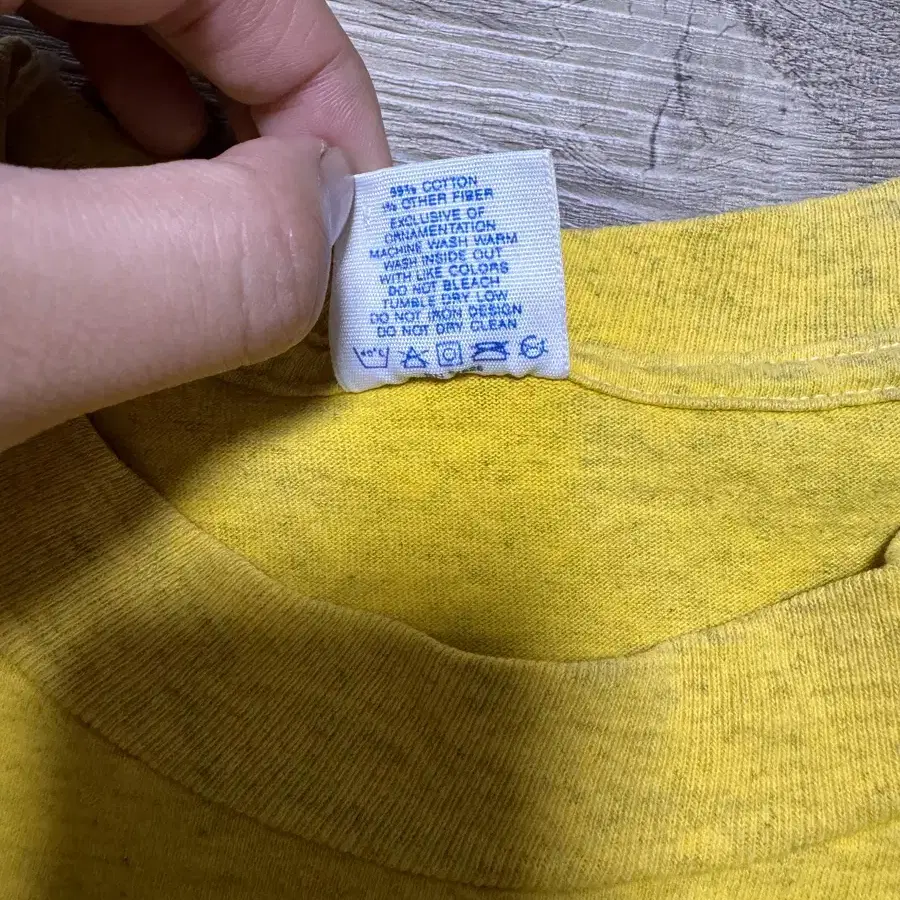 99% COTTON
1% OTHER FIBER
EXCLUSIVE OF
ORNAMENTATION
MACHINE WASH WARM
WASH INSIDE OUT
WITH LIKE COLORS
DO NOT BLEACH
TUMBLE DRY LOW
DO NOT IRON DESIGN
DO NOT DRY CLEAN
40°C